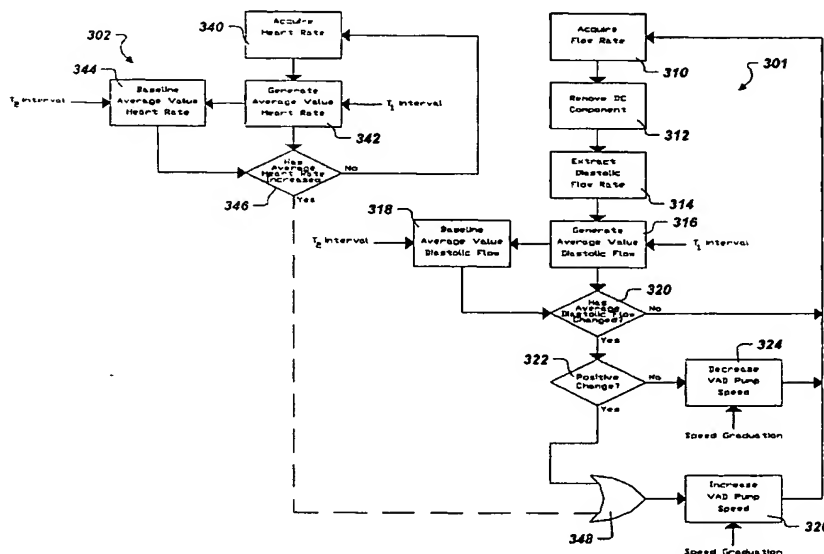 302
340
Acquire
Heart Rate
344
Baseline
Average Value
Heart Rate
T2 Interval
Generate
Average Value
Heart Rate
T1 Interval
342
Has
Average
Heart Rate
Increased
No
346
Yes
Acquire
Flow Rate
310
301
Remove DC
Component
312
Extract
Diastolic
Flow Rate
314
318
Baseline
Average Value
Diastolic Flow
T2 Interval
316
Generate
Average Value
Diastolic Flow
T1 Interval
320
Has
Average
Diastolic Flow
Changed?
No
Yes
322
Positive
Change?
No
Yes
324
Decrease
VAD Pump
Speed
Speed Graduation
348
Increase
VAD Pump
Speed
326
Speed Graduation